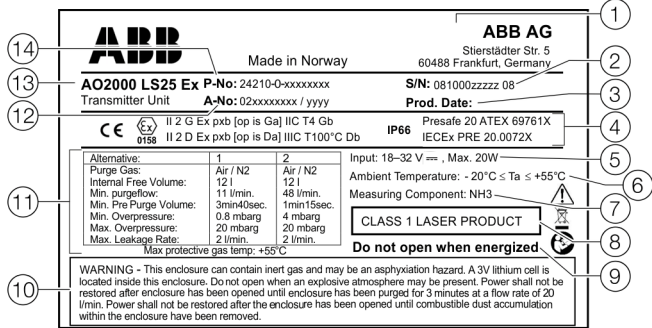 1
ABB
ABB AG
Made in Norway
Stierstädter Str. 5
60488 Frankfurt, Germany
2
14
13
AO2000 LS25 Ex P-No: 24210-0-xxxxxxxx
S/N: 081000zzzzz 08
3
Transmitter Unit
A-No: 02xxxxxxxx / yyyy
Prod. Date:
12
CE Ex 0158
II 2 G Ex pxb [op is Ga] IIC T4 Gb
II 2 D Ex pxb [op is Da] IIIC T100°C Db
IP66
Presafe 20 ATEX 69761X
IECEx PRE 20.0072X
4
11
Alternative: 1 2
Purge Gas: Air / N2 Air / N2
Internal Free Volume: 12 l 12 l
Min. purgeflow: 11 l/min. 48 l/min.
Min. Pre Purge Volume: 3min40sec. 1min15sec.
Min. Overpressure: 0.8 mbarg 4 mbarg
Max. Overpressure: 20 mbarg 20 mbarg
Max. Leakage Rate: 2 l/min. 2 l/min.
Max protective gas temp; +55°C
Input: 18–32 V ⎓ , Max. 20W
5
Ambient Temperature: - 20°C ≤ Ta ≤ +55°C
6
Measuring Component: NH3
7
CLASS 1 LASER PRODUCT
8
Do not open when energized
9
10
WARNING - This enclosure can contain inert gas and may be an asphyxiation hazard. A 3V lithium cell is
located inside this enclosure. Do not open when an explosive atmosphere may be present. Power shall not be
restored after enclosure has been opened until enclosure has been purged for 3 minutes at a flow rate of 20
l/min. Power shall not be restored after the enclosure has been opened until combustible dust accumulation
within the enclosure have been removed.